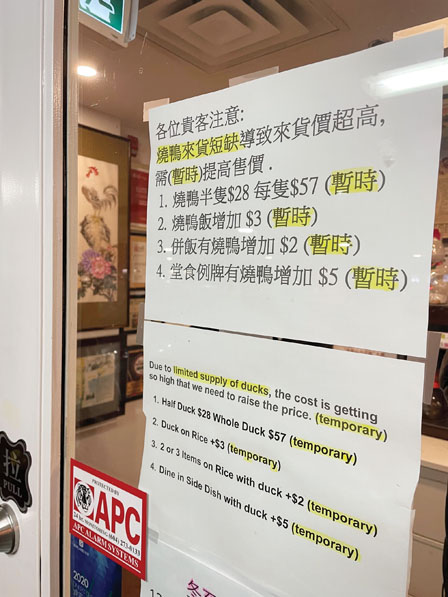 各位貴客注意:
燒鴨來貨短缺導致來貨價超高,
需(暫時)提高售價.
1. 燒鴨半隻$28 每隻$57 (暫時)
2. 燒鴨飯增加 $3 (暫時)
3. 併飯有燒鴨增加 $2 (暫時)
4. 堂食例牌有燒鴨增加 $5 (暫時)
Due to limited supply of ducks, the cost is getting
so high that we need to raise the price. (temporary)
1. Half Duck $28 Whole Duck $57 (temporary)
2. Duck on Rice +$3 (temporary)
3. 2 or 3 Items on Rice with duck +$2 (temporary)
4. Dine in Side Dish with duck +$5 (temporary)
拉
PULL
PROTECTED BY
APC
APC ALARM SYSTEMS
2020